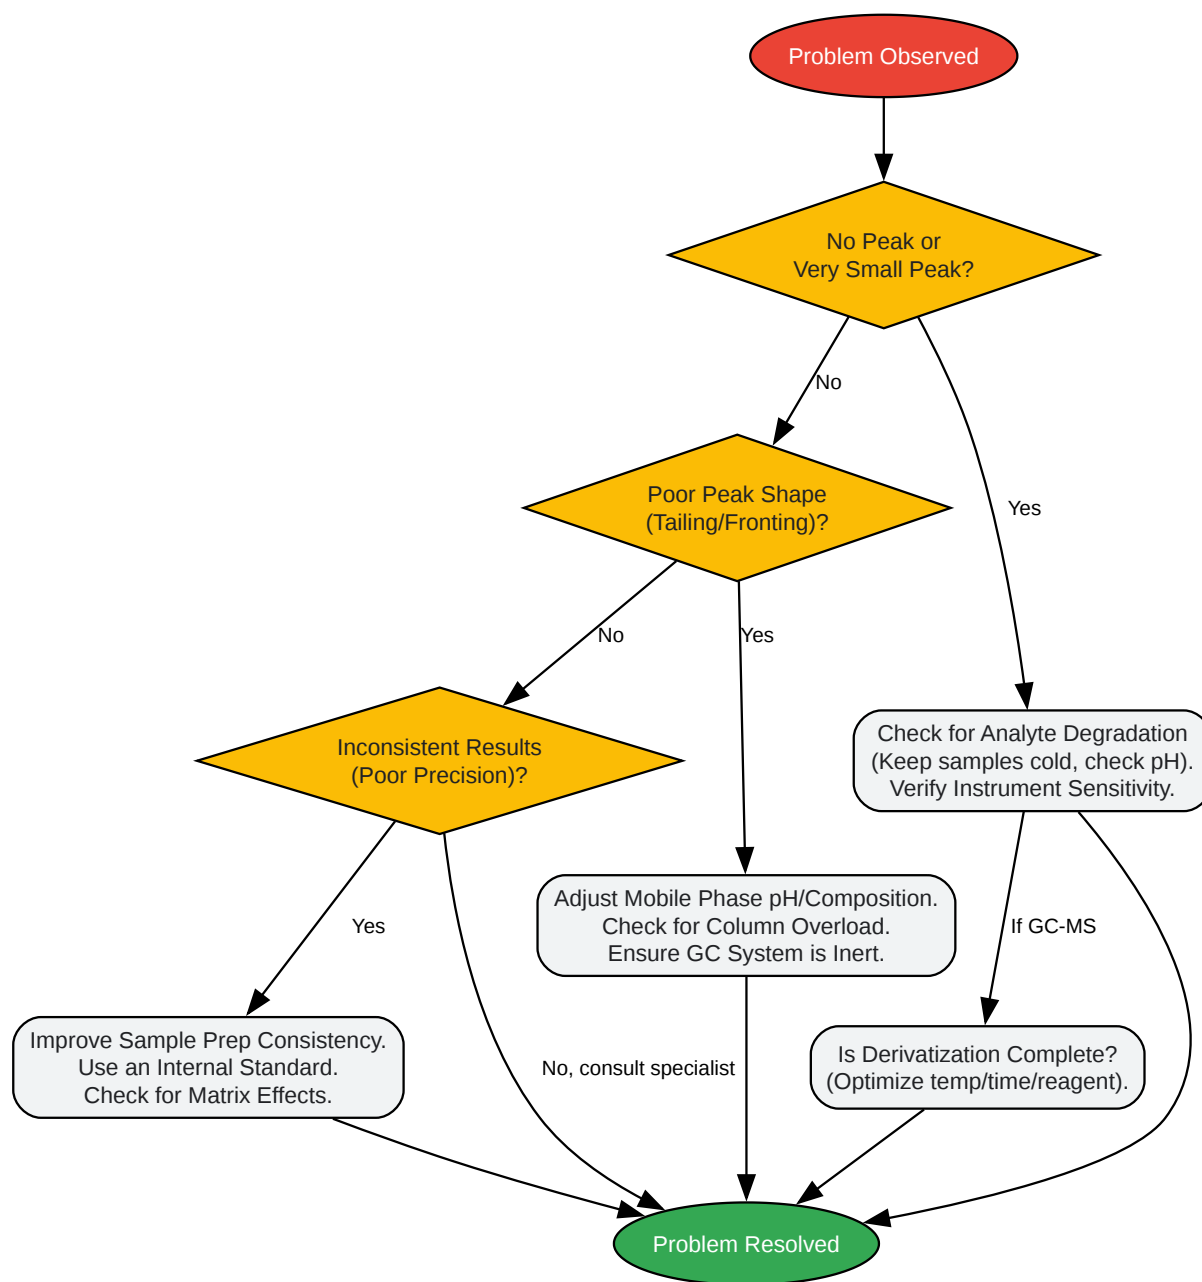 Problem Observed
No Peak or
Very Small Peak?
No
Yes
Poor Peak Shape
(Tailing/Fronting)?
No
Yes
Inconsistent Results
(Poor Precision)?
Check for Analyte Degradation
(Keep samples cold, check pH).
Verify Instrument Sensitivity.
Yes
Adjust Mobile Phase pH/Composition.
Check for Column Overload.
Ensure GC System is Inert.
If GC-MS
Improve Sample Prep Consistency.
Use an Internal Standard.
Check for Matrix Effects.
No, consult specialist
Is Derivatization Complete?
(Optimize temp/time/reagent).
Problem Resolved